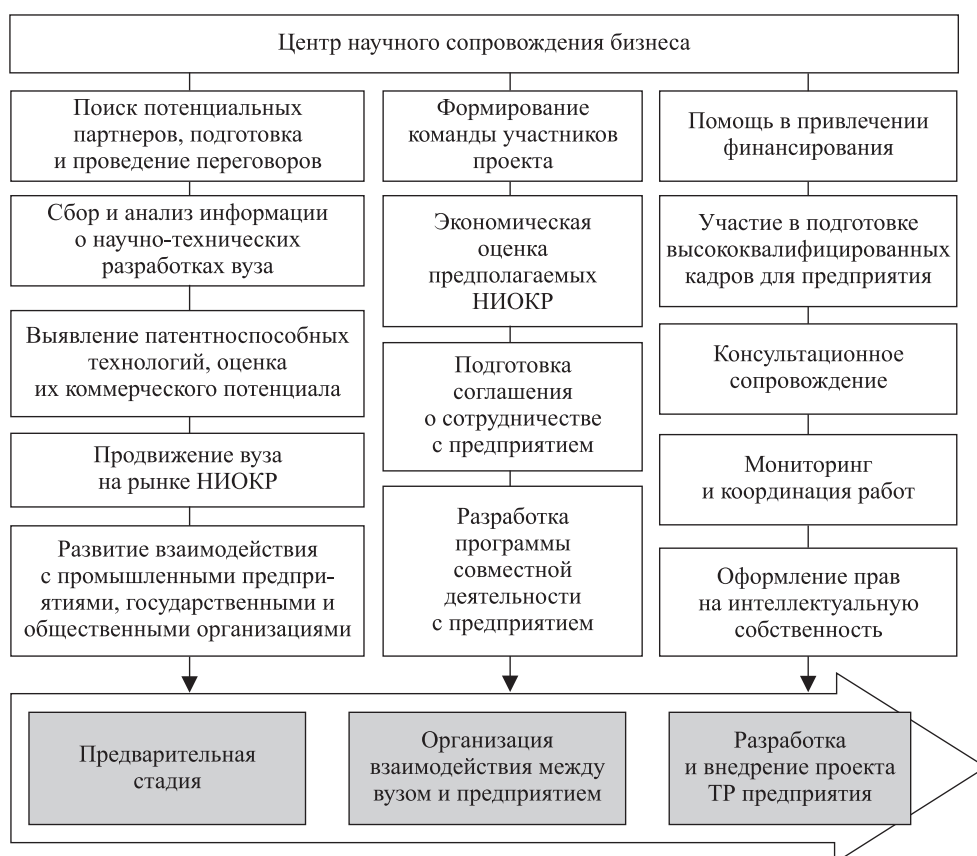 Центр научного сопровождения бизнеса
Поиск потенциальных
партнеров, подготовка
и проведение переговоров
Сбор и анализ информации
о научно-технических
разработках вуза
Выявление патентноспособных
технологий, оценка
их коммерческого потенциала
Продвижение вуза
на рынке НИОКР
Развитие взаимодействия
с промышленными предпри-
ятиями, государственными и
общественными организациями
Формирование
команды участников
проекта
Экономическая
оценка
предполагаемых
НИОКР
Подготовка
соглашения
о сотрудничестве
с предприятием
Разработка
программы
совместной
деятельности
с предприятием
Помощь в привлечении
финансирования
Участие в подготовке
высококвалифицированных
кадров для предприятия
Консультационное
сопровождение
Мониторинг
и координация работ
Оформление прав
на интеллектуальную
собственность
Предварительная
стадия
Организация
взаимодействия между
вузом и предприятием
Разработка
и внедрение проекта
ТР предприятия